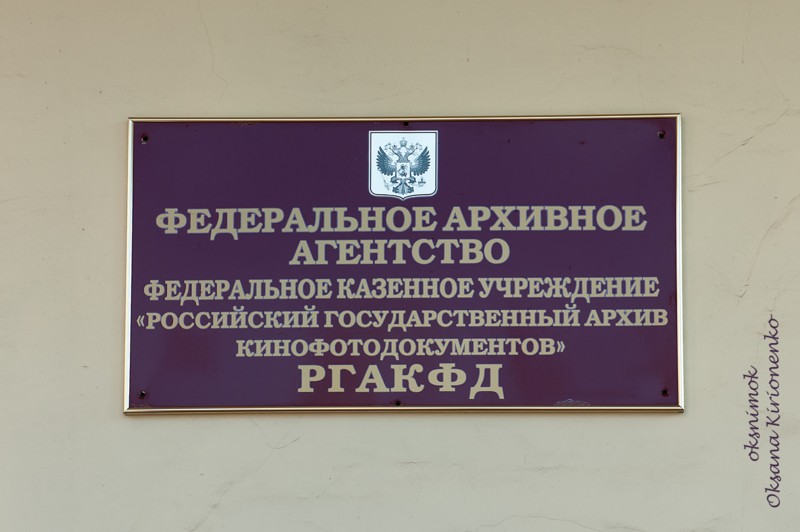 ФЕДЕРАЛЬНОЕ АРХИВНОЕ
АГЕНТСТВО
ФЕДЕРАЛЬНОЕ КАЗЕННОЕ УЧРЕЖДЕНИЕ
«РОССИЙСКИЙ ГОСУДАРСТВЕННЫЙ АРХИВ
КИНОФОТОДОКУМЕНТОВ»
РГАКФД
oksnimok
Oksana Kirionenko